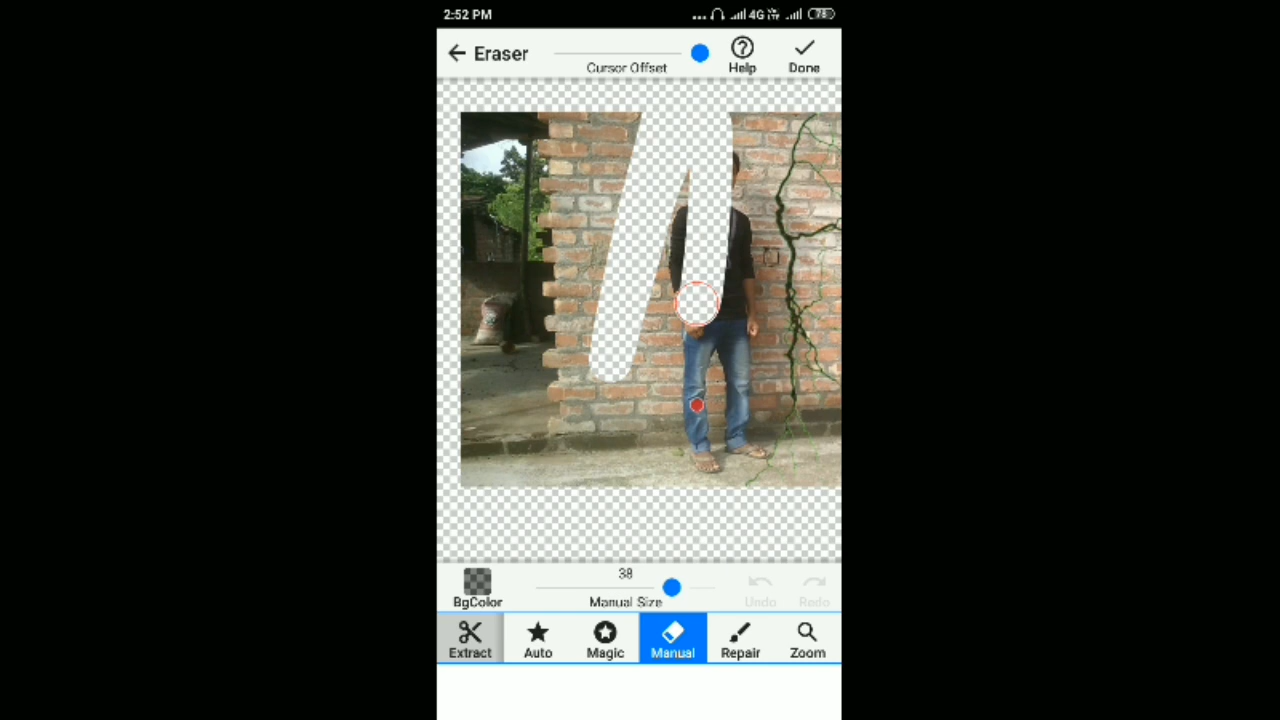 2:52 PM
4G
78
Eraser
Cursor Offset
Help
Done
38
BgColor
Manual Size
Undo
Redo
Extract
Auto
Magic
Manual
Repair
Zoom